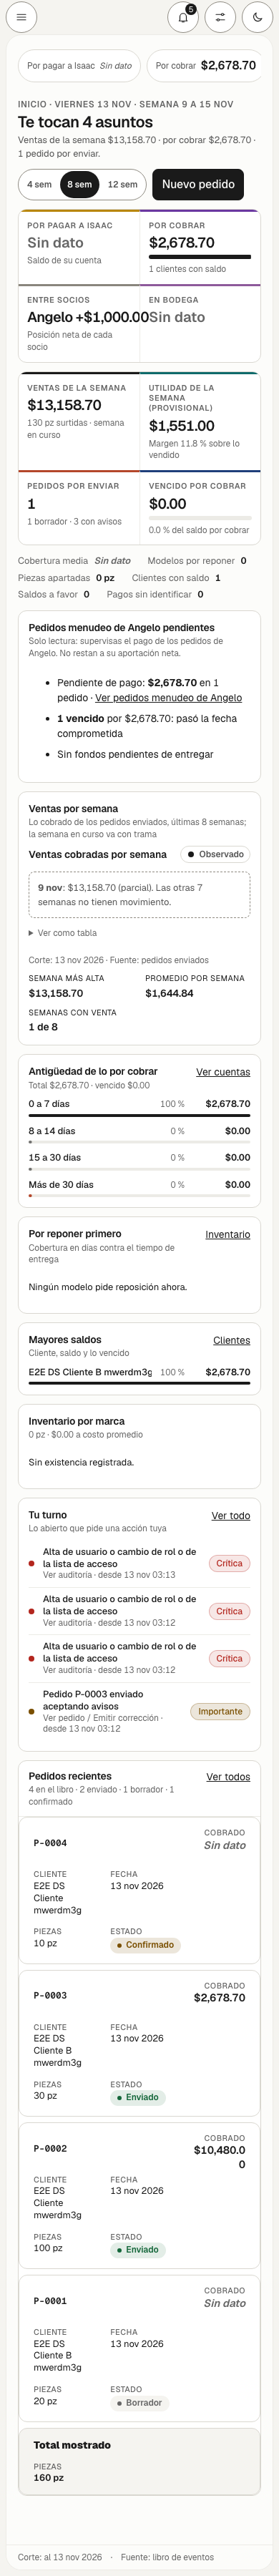 5
Por pagar a Isaac Sin dato
Por cobrar $2,678.70
INICIO · VIERNES 13 NOV · SEMANA 9 A 15 NOV
Te tocan 4 asuntos
Ventas de la semana $13,158.70 · por cobrar $2,678.70 ·
1 pedido por enviar.
4 sem 8 sem 12 sem Nuevo pedido
POR PAGAR A ISAAC
Sin dato
Saldo de su cuenta
POR COBRAR
$2,678.70
1 clientes con saldo
ENTRE SOCIOS
Angelo +$1,000.00
Posición neta de cada
socio
EN BODEGA
Sin dato
VENTAS DE LA SEMANA
$13,158.70
130 pz surtidas · semana
en curso
UTILIDAD DE LA
SEMANA
(PROVISIONAL)
$1,551.00
Margen 11.8 % sobre lo
vendido
PEDIDOS POR ENVIAR
1
1 borrador · 3 con avisos
VENCIDO POR COBRAR
$0.00
0.0 % del saldo por cobrar
Cobertura media Sin dato Modelos por reponer 0
Piezas apartadas 0 pz Clientes con saldo 1
Saldos a favor 0 Pagos sin identificar 0
Pedidos menudeo de Angelo pendientes
Solo lectura: supervisas el pago de los pedidos de
Angelo. No restan a su aportación neta.
• Pendiente de pago: $2,678.70 en 1
pedido · Ver pedidos menudeo de Angelo
• 1 vencido por $2,678.70: pasó la fecha
comprometida
• Sin fondos pendientes de entregar
Ventas por semana
Lo cobrado de los pedidos enviados, últimas 8 semanas;
la semana en curso va con trama
Ventas cobradas por semana Observado
9 nov: $13,158.70 (parcial). Las otras 7
semanas no tienen movimiento.
Ver como tabla
Corte: 13 nov 2026 · Fuente: pedidos enviados
SEMANA MÁS ALTA
$13,158.70
PROMEDIO POR SEMANA
$1,644.84
SEMANAS CON VENTA
1 de 8
Antigüedad de lo por cobrar Ver cuentas
Total $2,678.70 · vencido $0.00
0 a 7 días 100 % $2,678.70
8 a 14 días 0 % $0.00
15 a 30 días 0 % $0.00
Más de 30 días 0 % $0.00
Por reponer primero Inventario
Cobertura en días contra el tiempo de
entrega
Ningún modelo pide reposición ahora.
Mayores saldos Clientes
Cliente, saldo y lo vencido
E2E DS Cliente B mwerdm3g 100 % $2,678.70
Inventario por marca
0 pz · $0.00 a costo promedio
Sin existencia registrada.
Tu turno Ver todo
Lo abierto que pide una acción tuya
Alta de usuario o cambio de rol o de
la lista de acceso
Ver auditoría · desde 13 nov 03:13
Crítica
Alta de usuario o cambio de rol o de
la lista de acceso
Ver auditoría · desde 13 nov 03:12
Crítica
Alta de usuario o cambio de rol o de
la lista de acceso
Ver auditoría · desde 13 nov 03:12
Crítica
Pedido P-0003 enviado
aceptando avisos
Ver pedido / Emitir corrección ·
desde 13 nov 03:12
Importante
Pedidos recientes Ver todos
4 en el libro · 2 enviado · 1 borrador · 1
confirmado
P-0004
COBRADO
Sin dato
CLIENTE
E2E DS
Cliente
mwerdm3g
FECHA
13 nov 2026
PIEZAS
10 pz
ESTADO
Confirmado
P-0003
COBRADO
$2,678.70
CLIENTE
E2E DS
Cliente B
mwerdm3g
FECHA
13 nov 2026
PIEZAS
30 pz
ESTADO
Enviado
P-0002
COBRADO
$10,480.0
0
CLIENTE
E2E DS
Cliente
mwerdm3g
FECHA
13 nov 2026
PIEZAS
100 pz
ESTADO
Enviado
P-0001
COBRADO
Sin dato
CLIENTE
E2E DS
Cliente B
mwerdm3g
FECHA
13 nov 2026
PIEZAS
20 pz
ESTADO
Borrador
Total mostrado
PIEZAS
160 pz
Corte: al 13 nov 2026 · Fuente: libro de eventos